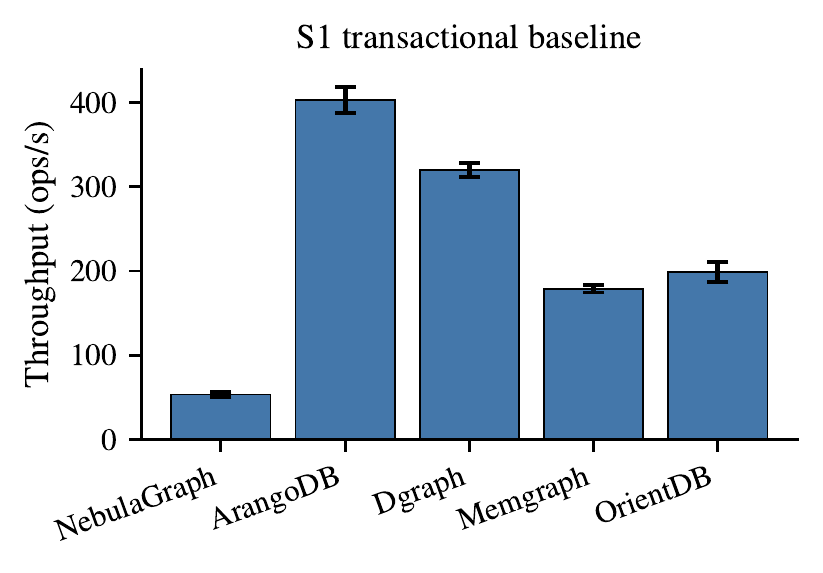 S1 transactional baseline
Throughput (ops/s)
400
300
200
100
0
NebulaGraph
ArangoDB
Dgraph
Memgraph
OrientDB